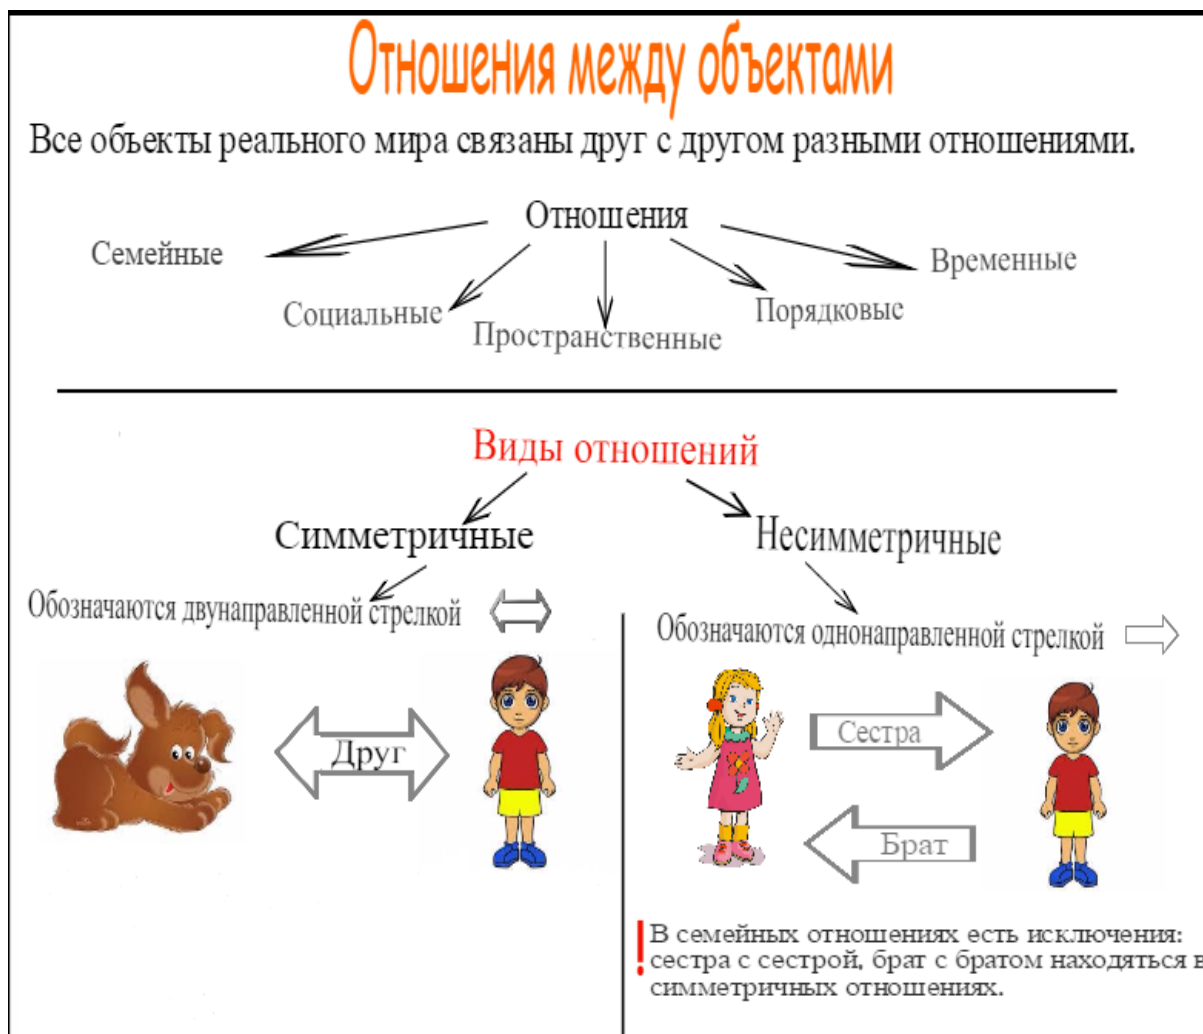 Отношения между объектами
Все объекты реального мира связаны друг с другом разными отношениями.
Отношения
Семейные
Социальные
Пространственные
Порядковые
Временные
Виды отношений
Симметричные
Несимметричные
Обозначаются двунаправленной стрелкой
Обозначаются однонаправленной стрелкой
Друг
Сестра
Брат
! В семейных отношениях есть исключения:
сестра с сестрой, брат с братом находяться в
симметричных отношениях.